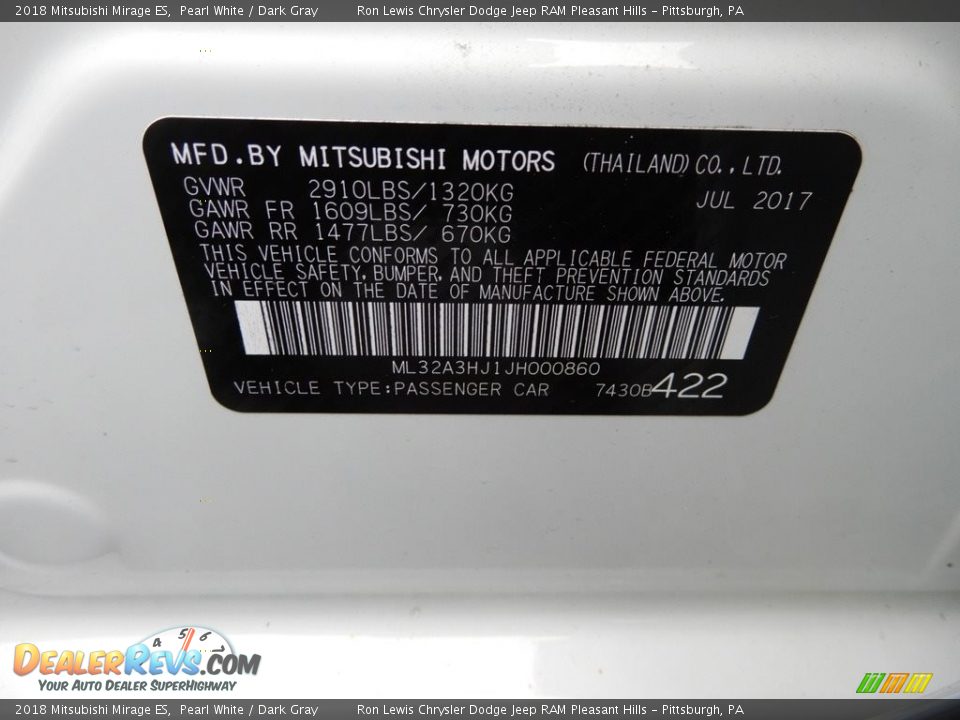 2018 Mitsubishi Mirage ES, Pearl White / Dark Gray Ron Lewis Chrysler Dodge Jeep RAM Pleasant Hills - Pittsburgh, PA
MFD.BY MITSUBISHI MOTORS (THAILAND) CO.,LTD.
GVWR 2910LBS/1320KG JUL 2017
GAWR FR 1609LBS/ 730KG
GAWR RR 1477LBS/ 670KG
THIS VEHICLE CONFORMS TO ALL APPLICABLE FEDERAL MOTOR
VEHICLE SAFETY, BUMPER, AND THEFT PREVENTION STANDARDS
IN EFFECT ON THE DATE OF MANUFACTURE SHOWN ABOVE.
ML32A3HJ1JH000860
VEHICLE TYPE:PASSENGER CAR 7430B422
4 5 6
DEALERREVS.COM
YOUR AUTO DEALER SUPERHIGHWAY
2018 Mitsubishi Mirage ES, Pearl White / Dark Gray Ron Lewis Chrysler Dodge Jeep RAM Pleasant Hills - Pittsburgh, PA